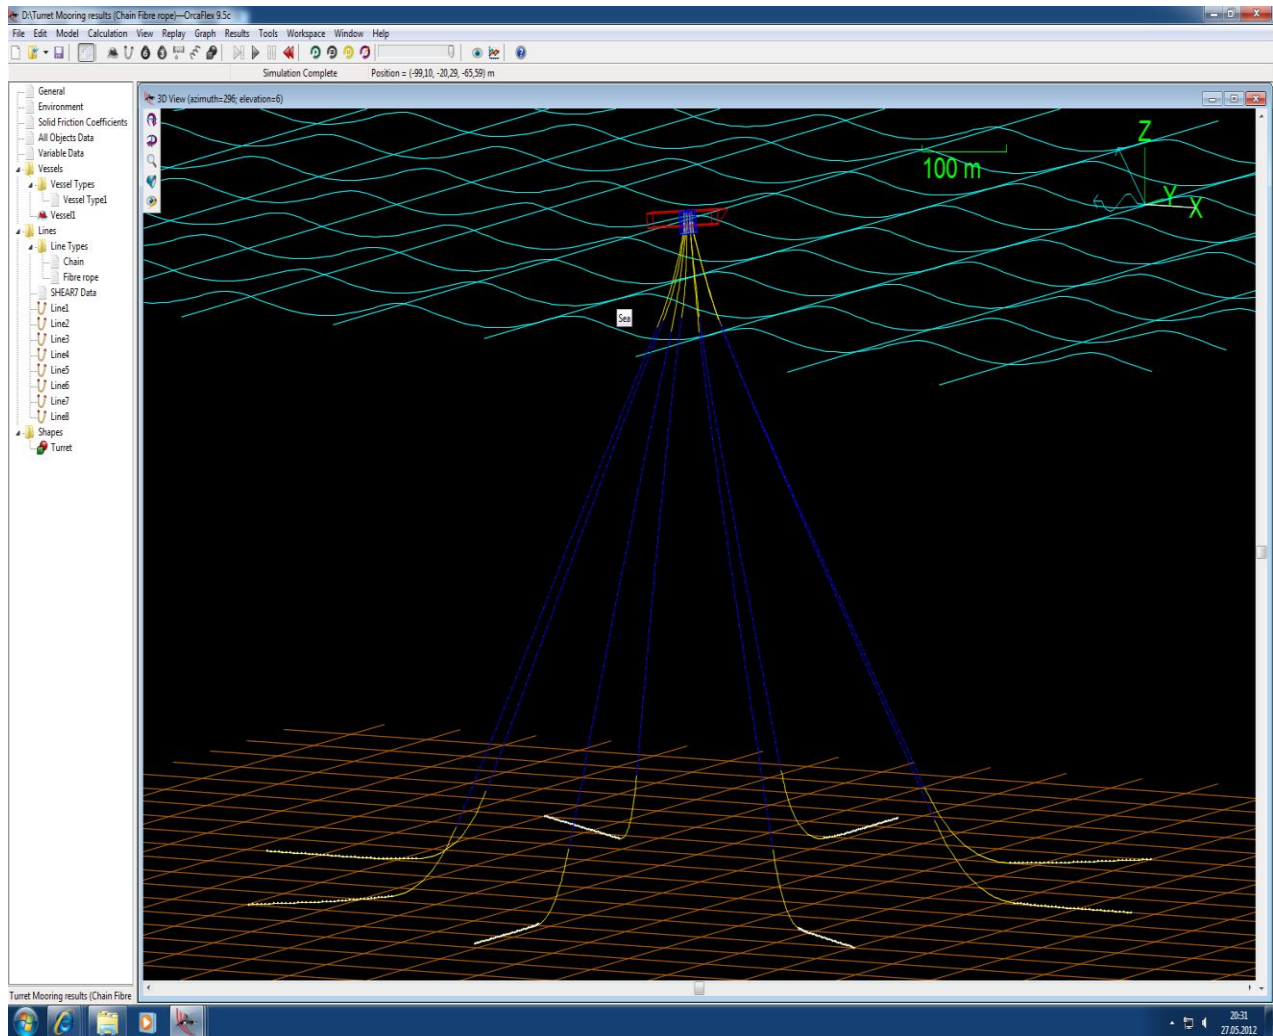 D:\Turret Mooring results (Chain Fibre rope)—OrcaFlex 9.5c
File Edit Model Calculation View Replay Graph Results Tools Workspace Window Help
Simulation Complete Position = (-99,10, -20,29, -65,59) m
General
Environment
Solid Friction Coefficients
All Objects Data
Variable Data
Vessels
Vessel Types
Vessel Type1
Vessel1
Lines
Line Types
Chain
Fibre rope
SHEAR7 Data
Line1
Line2
Line3
Line4
Line5
Line6
Line7
Line8
Shapes
Turret
3D View (azimuth=296; elevation=6)
100 m
Z
Y
X
Sea
Turret Mooring results (Chain Fibre
20:31
27.05.2012